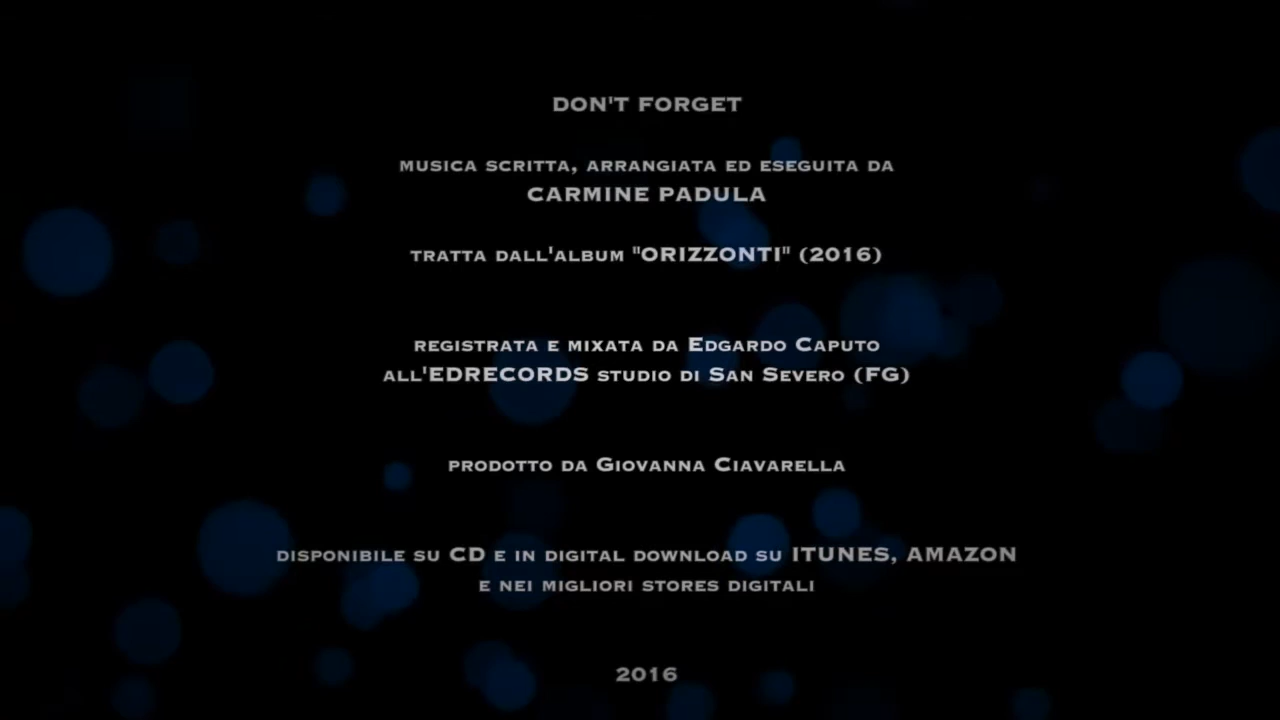 DON'T FORGET
MUSICA SCRITTA, ARRANGIATA ED ESEGUITA DA
CARMINE PADULA
TRATTA DALL'ALBUM "ORIZZONTI" (2016)
REGISTRATA E MIXATA DA EDGARDO CAPUTO
ALL'EDRECORDS STUDIO DI SAN SEVERO (FG)
PRODOTTO DA GIOVANNA CIAVARELLA
DISPONIBILE SU CD E IN DIGITAL DOWNLOAD SU ITUNES, AMAZON
E NEI MIGLIORI STORES DIGITALI
2016